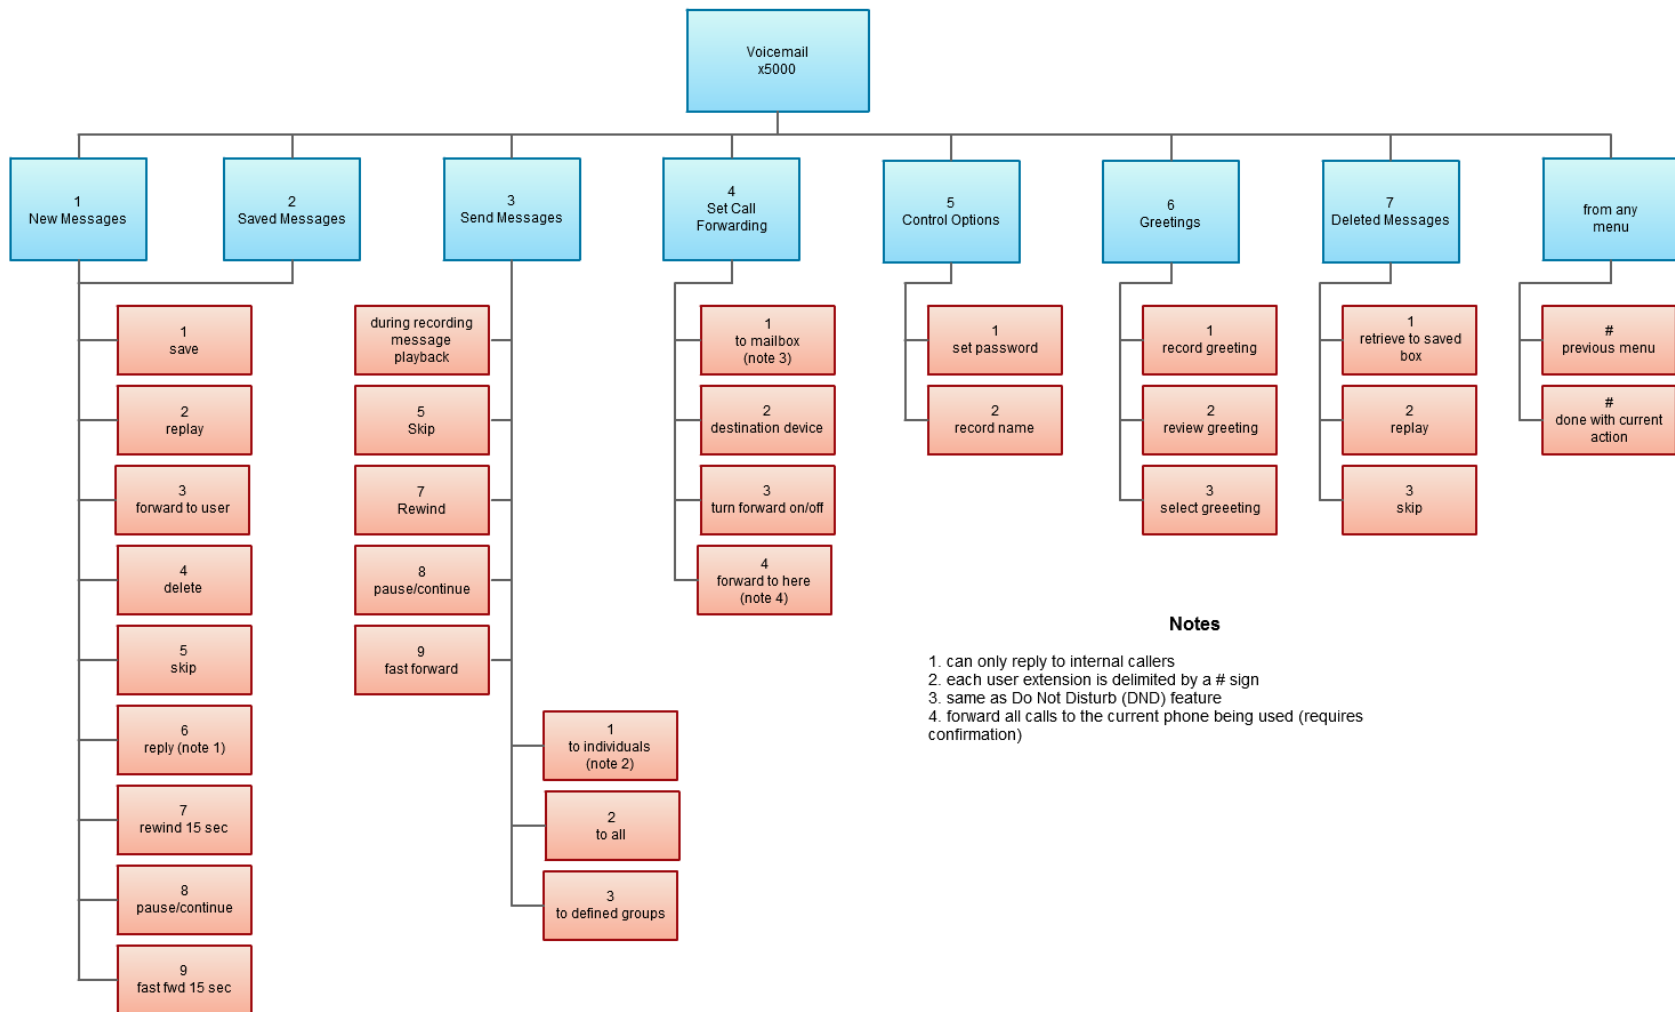 Voicemail
x5000
1
New Messages
2
Saved Messages
3
Send Messages
4
Set Call
Forwarding
5
Control Options
6
Greetings
7
Deleted Messages
from any
menu
1
save
2
replay
3
forward to user
4
delete
5
skip
6
reply (note 1)
7
rewind 15 sec
8
pause/continue
9
fast fwd 15 sec
during recording
message
playback
5
Skip
7
Rewind
8
pause/continue
9
fast forward
1
to individuals
(note 2)
2
to all
3
to defined groups
1
to mailbox
(note 3)
2
destination device
3
turn forward on/off
4
forward to here
(note 4)
1
set password
2
record name
1
record greeting
2
review greeting
3
select greeeting
1
retrieve to saved
box
2
replay
3
skip
#
previous menu
#
done with current
action
Notes
1. can only reply to internal callers
2. each user extension is delimited by a # sign
3. same as Do Not Disturb (DND) feature
4. forward all calls to the current phone being used (requires
confirmation)